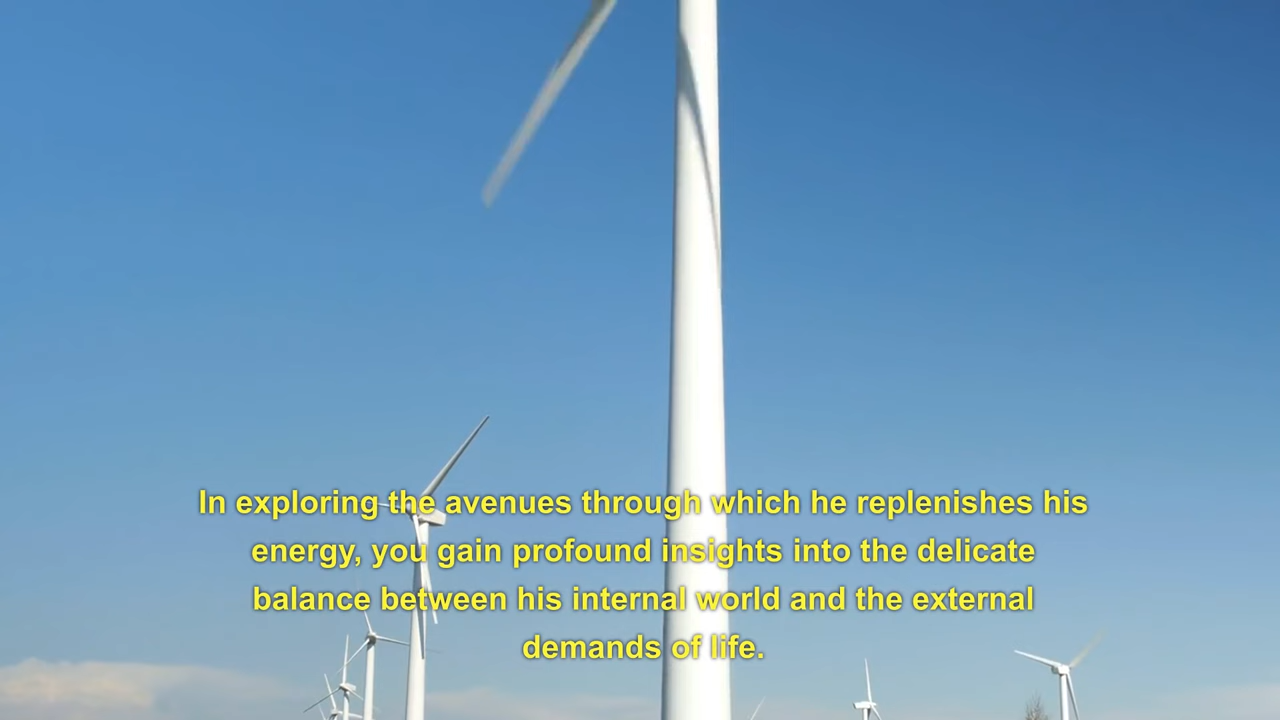 In exploring the avenues through which he replenishes his
energy, you gain profound insights into the delicate
balance between his internal world and the external
demands of life.